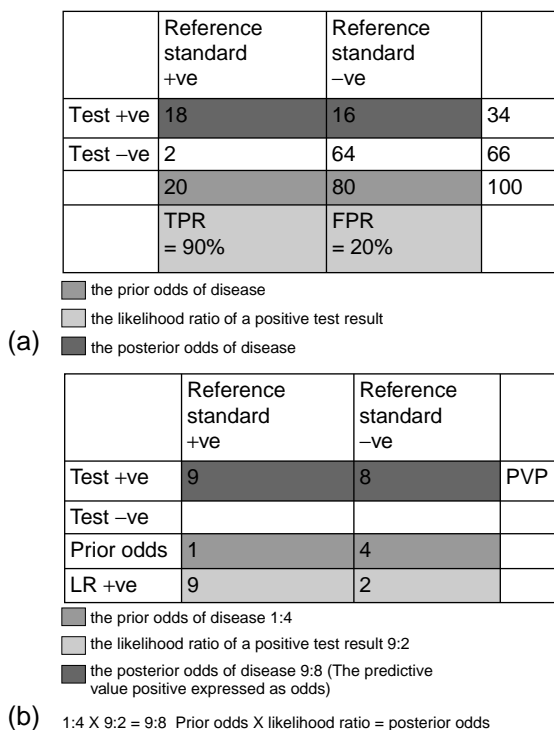 Reference standard +ve Reference standard −ve
Test +ve 18 16 34
Test −ve 2 64 66
20 80 100
TPR = 90% FPR = 20%
the prior odds of disease
the likelihood ratio of a positive test result
(a) the posterior odds of disease
Reference standard +ve Reference standard −ve
Test +ve 9 8 PVP
Test −ve
Prior odds 1 4
LR +ve 9 2
the prior odds of disease 1:4
the likelihood ratio of a positive test result 9:2
the posterior odds of disease 9:8 (The predictive
value positive expressed as odds)
(b) 1:4 X 9:2 = 9:8 Prior odds X likelihood ratio = posterior odds